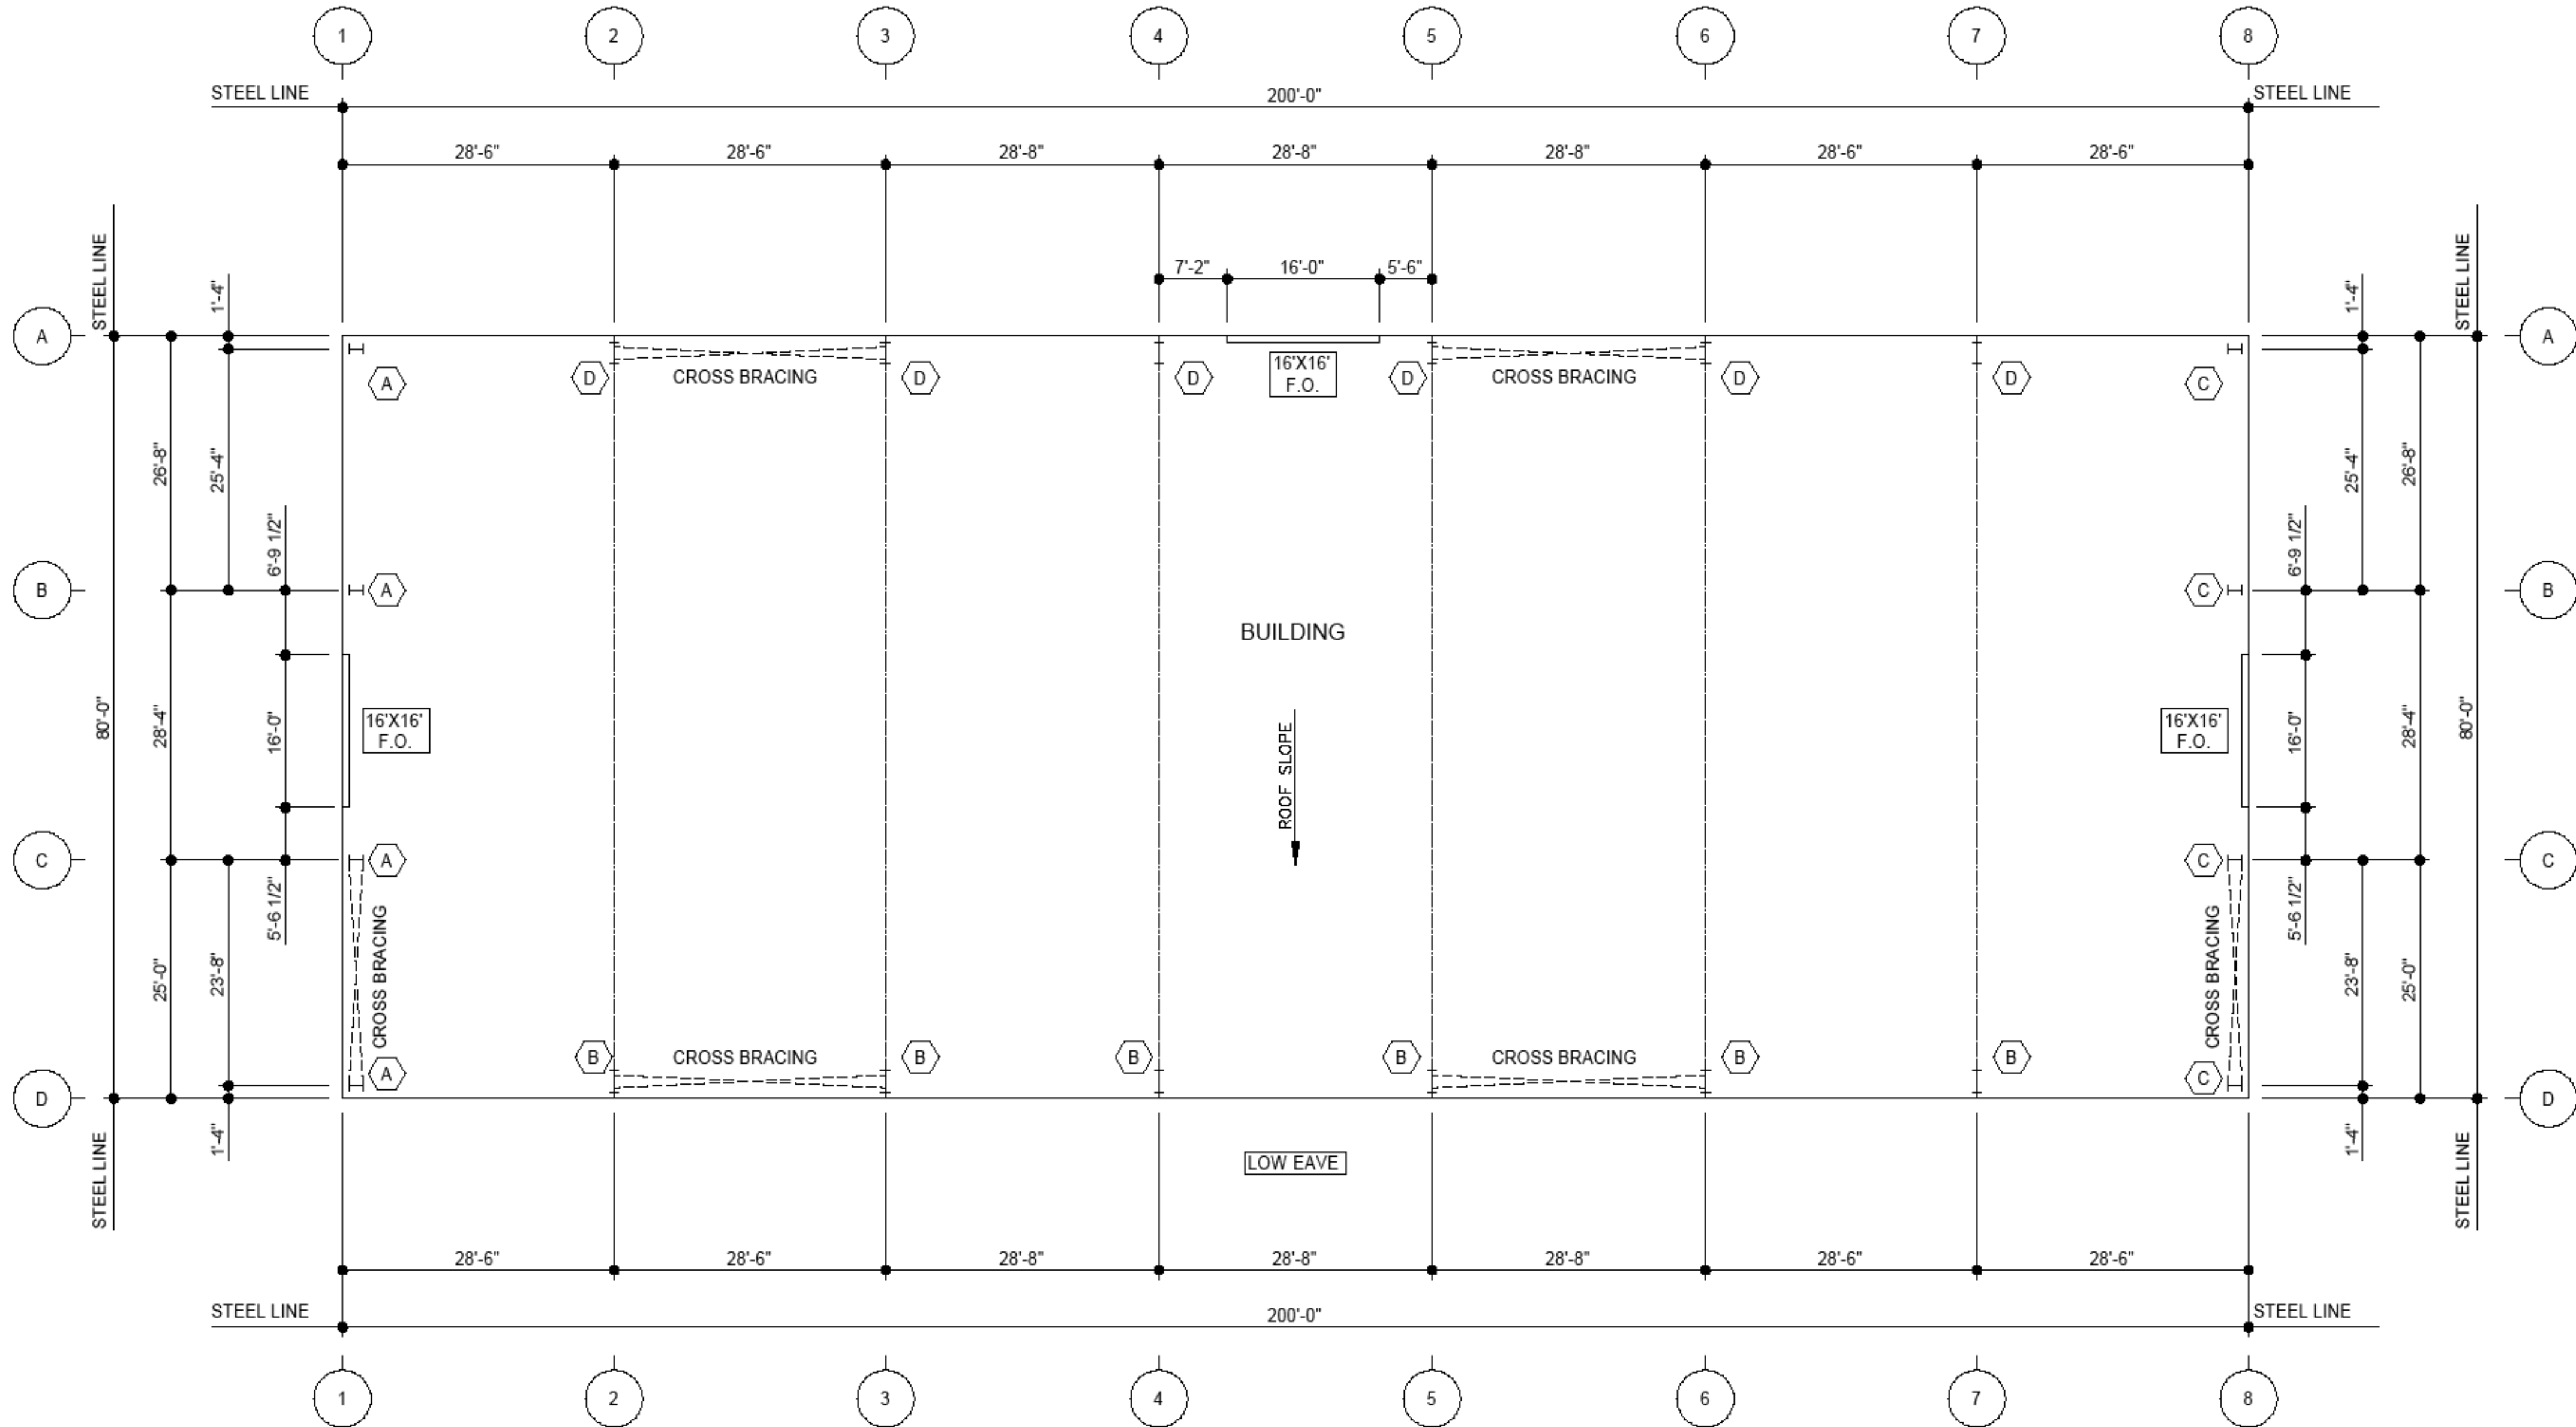 1 2 3 4 5 6 7 8
STEEL LINE 200'-0" STEEL LINE
28'-6" 28'-6" 28'-8" 28'-8" 28'-8" 28'-6" 28'-6"
7'-2" 16'-0" 5'-6"
STEEL LINE 1'-4" 1'-4" STEEL LINE
A A
A D CROSS BRACING D D 16'X16' D CROSS BRACING D D C
F.O.
26'-8" 25'-4" 25'-4" 26'-8"
6'-9 1/2" 6'-9 1/2"
B A C B
BUILDING
80'-0" 28'-4" 16'-0" 16'X16' 16'X16' 16'-0" 28'-4" 80'-0"
F.O. F.O.
ROOF SLOPE
C A C C
5'-6 1/2" 5'-6 1/2"
25'-0" 23'-8" CROSS BRACING CROSS BRACING 23'-8" 25'-0"
A B CROSS BRACING B B B CROSS BRACING B B C
D D
STEEL LINE 1'-4" 1'-4" STEEL LINE
LOW EAVE
28'-6" 28'-6" 28'-8" 28'-8" 28'-8" 28'-6" 28'-6"
STEEL LINE 200'-0" STEEL LINE
1 2 3 4 5 6 7 8